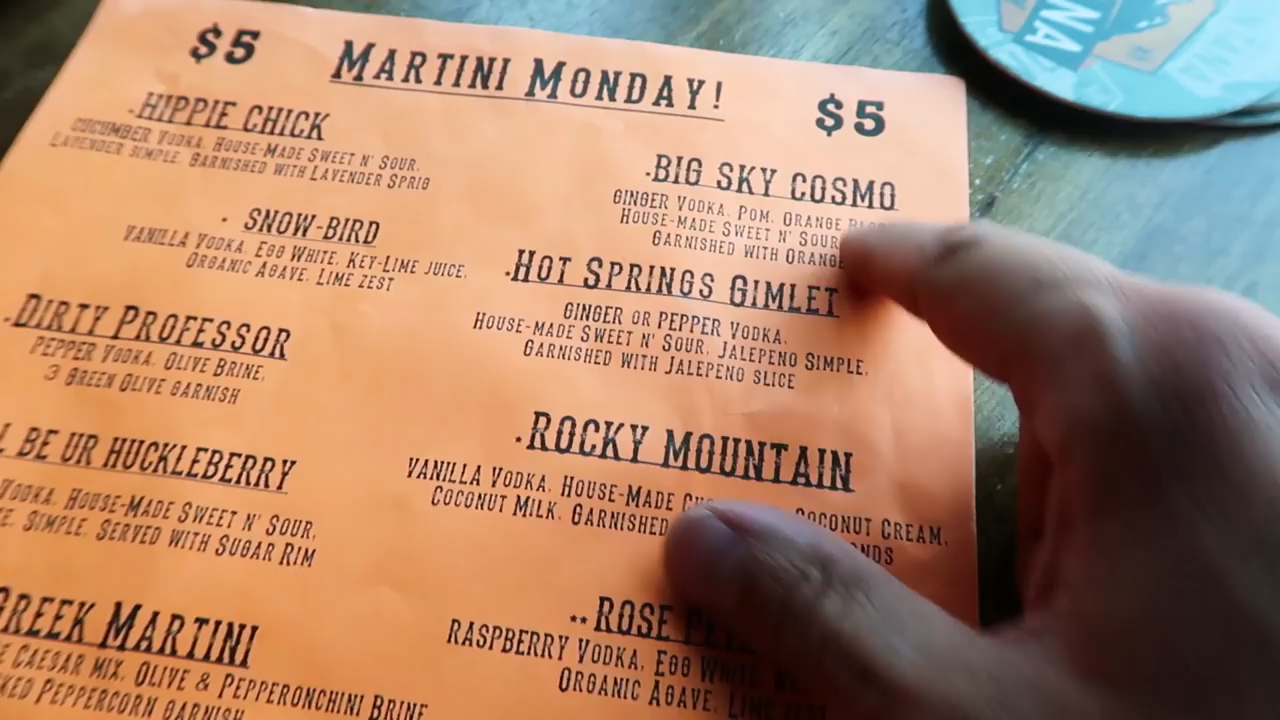 $5
MARTINI MONDAY!
$5
HIPPIE CHICK
CUCUMBER VODKA, HOUSE-MADE SWEET N' SOUR,
LAVENDER SIMPLE, GARNISHED WITH LAVENDER SPRIG
SNOW-BIRD
VANILLA VODKA, EGG WHITE, KEY-LIME JUICE,
ORGANIC AGAVE, LIME ZEST
DIRTY PROFESSOR
PEPPER VODKA, OLIVE BRINE,
3 GREEN OLIVE GARNISH
BE UR HUCKLEBERRY
VODKA, HOUSE-MADE SWEET N' SOUR,
SIMPLE, SERVED WITH SUGAR RIM
GREEK MARTINI
CAESAR MIX, OLIVE & PEPPERONCHINI BRINE
PEPPERCORN GARNISH
BIG SKY COSMO
GINGER VODKA, POM, ORANGE
HOUSE-MADE SWEET N' SOUR
GARNISHED WITH ORANGE
HOT SPRINGS GIMLET
GINGER OR PEPPER VODKA,
HOUSE-MADE SWEET N' SOUR, JALEPENO SIMPLE,
GARNISHED WITH JALEPENO SLICE
ROCKY MOUNTAIN
VANILLA VODKA, HOUSE-MADE COCONUT CREAM,
COCONUT MILK, GARNISHED
**ROSE
RASPBERRY VODKA, EGG WHITE
ORGANIC AGAVE, LIME ZEST
NA